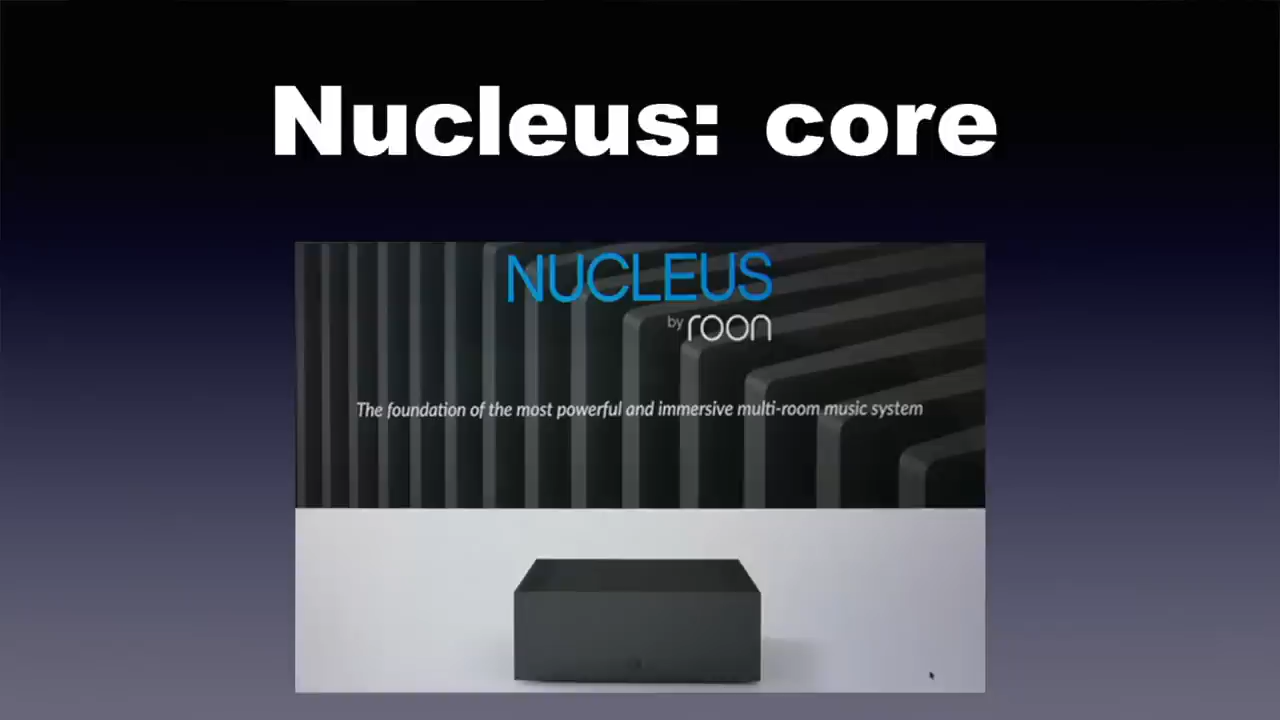 Nucleus: core
NUCLEUS
by roon
The foundation of the most powerful and immersive multi-room music system